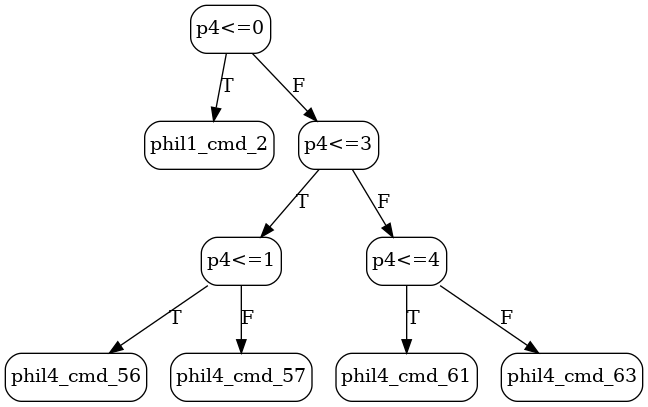 p4<=0
T
F
phil1_cmd_2
p4<=3
T
F
p4<=1
p4<=4
T
F
T
F
phil4_cmd_56
phil4_cmd_57
phil4_cmd_61
phil4_cmd_63